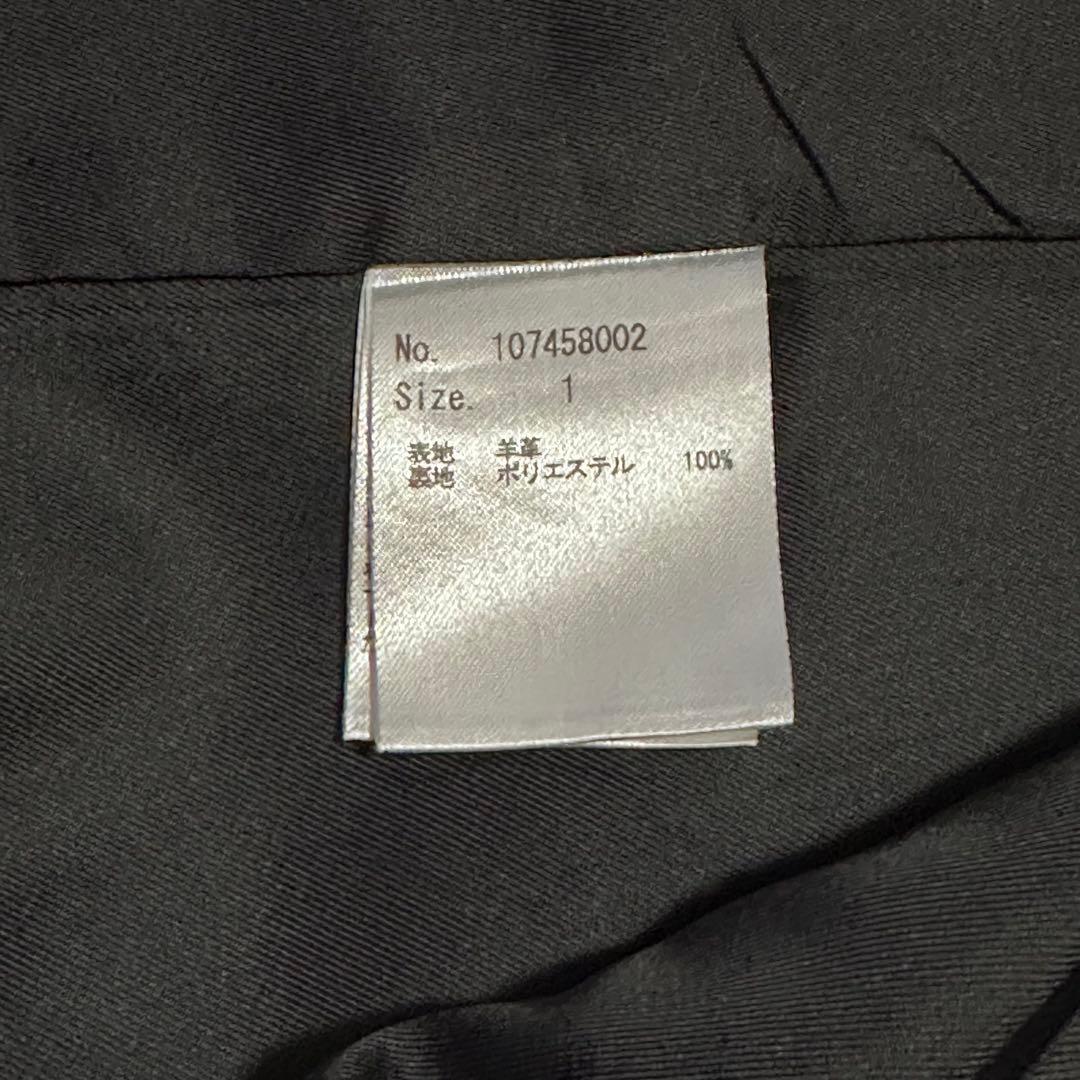 No. 107458002
Size. 1
表地 羊革
裏地 ポリエステル 100%